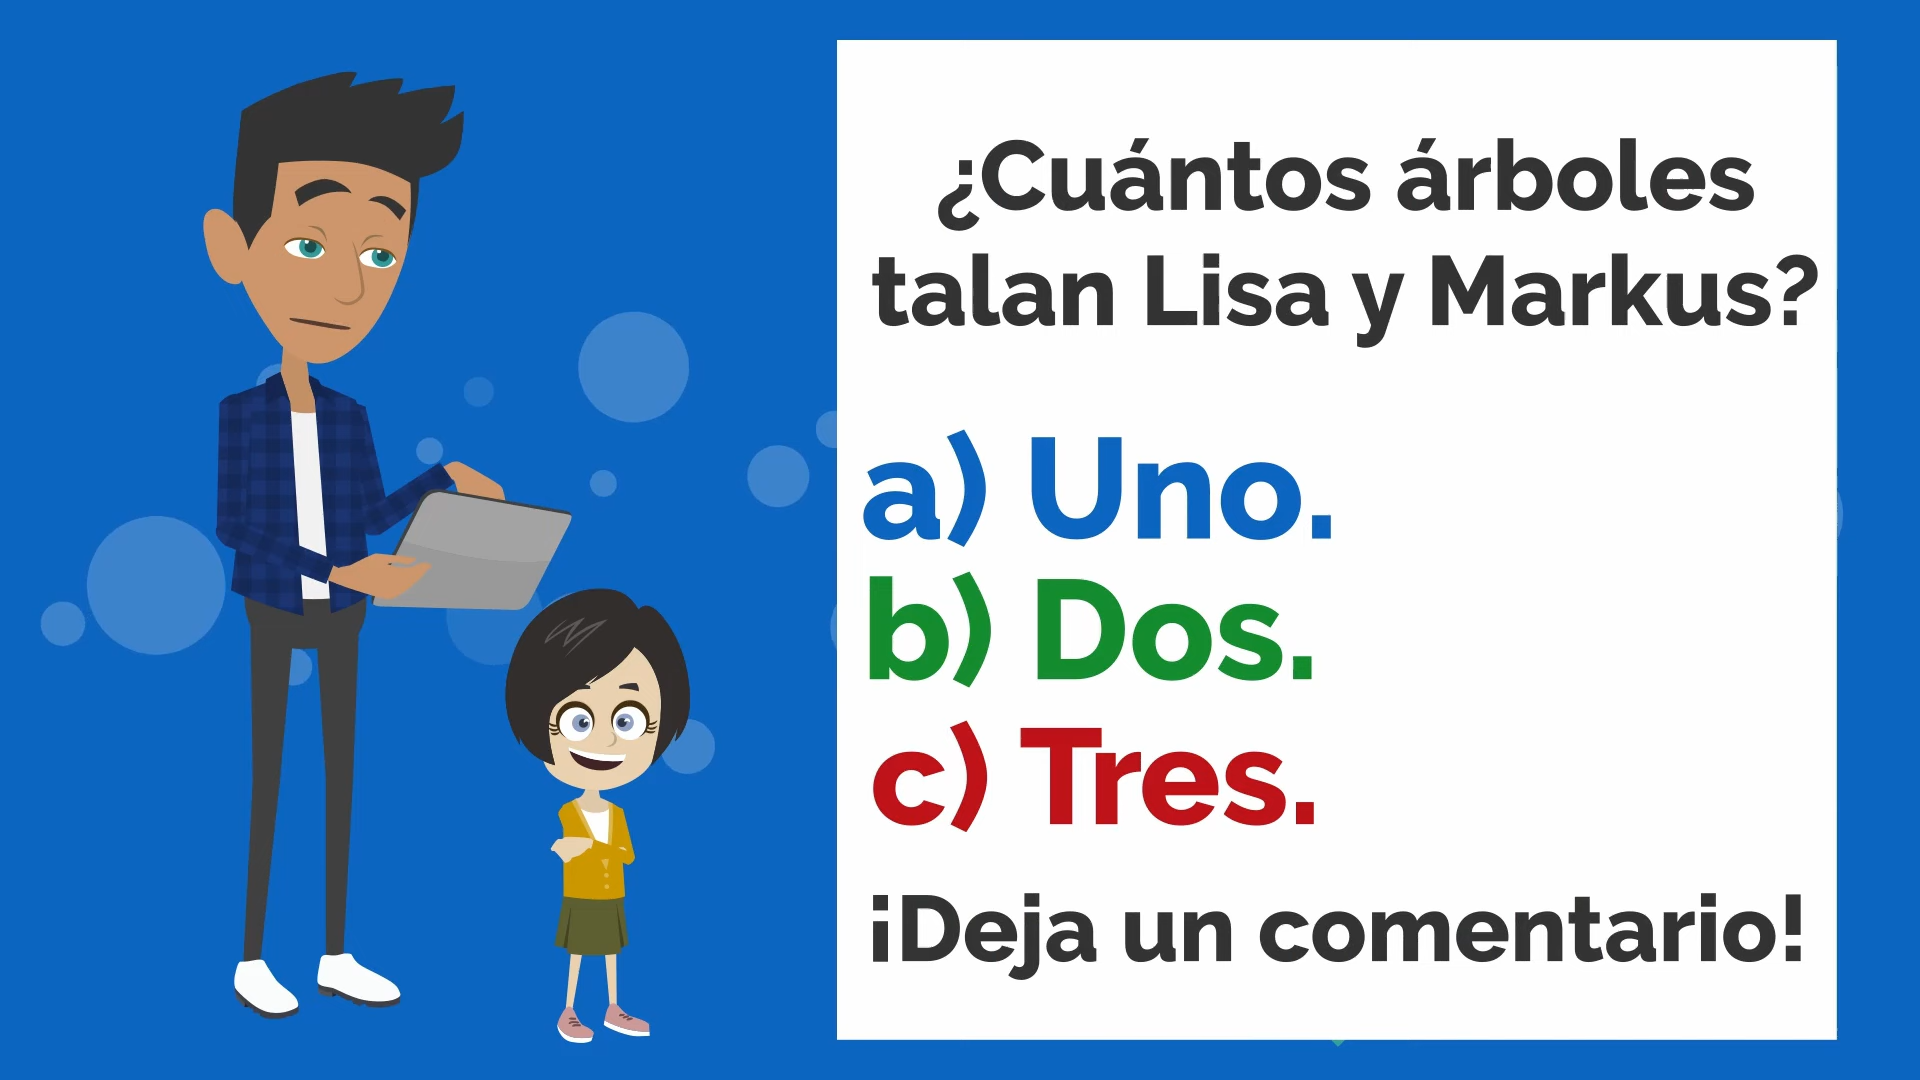 ¿Cuántos árboles
talan Lisa y Markus?
a) Uno.
b) Dos.
c) Tres.
¡Deja un comentario!